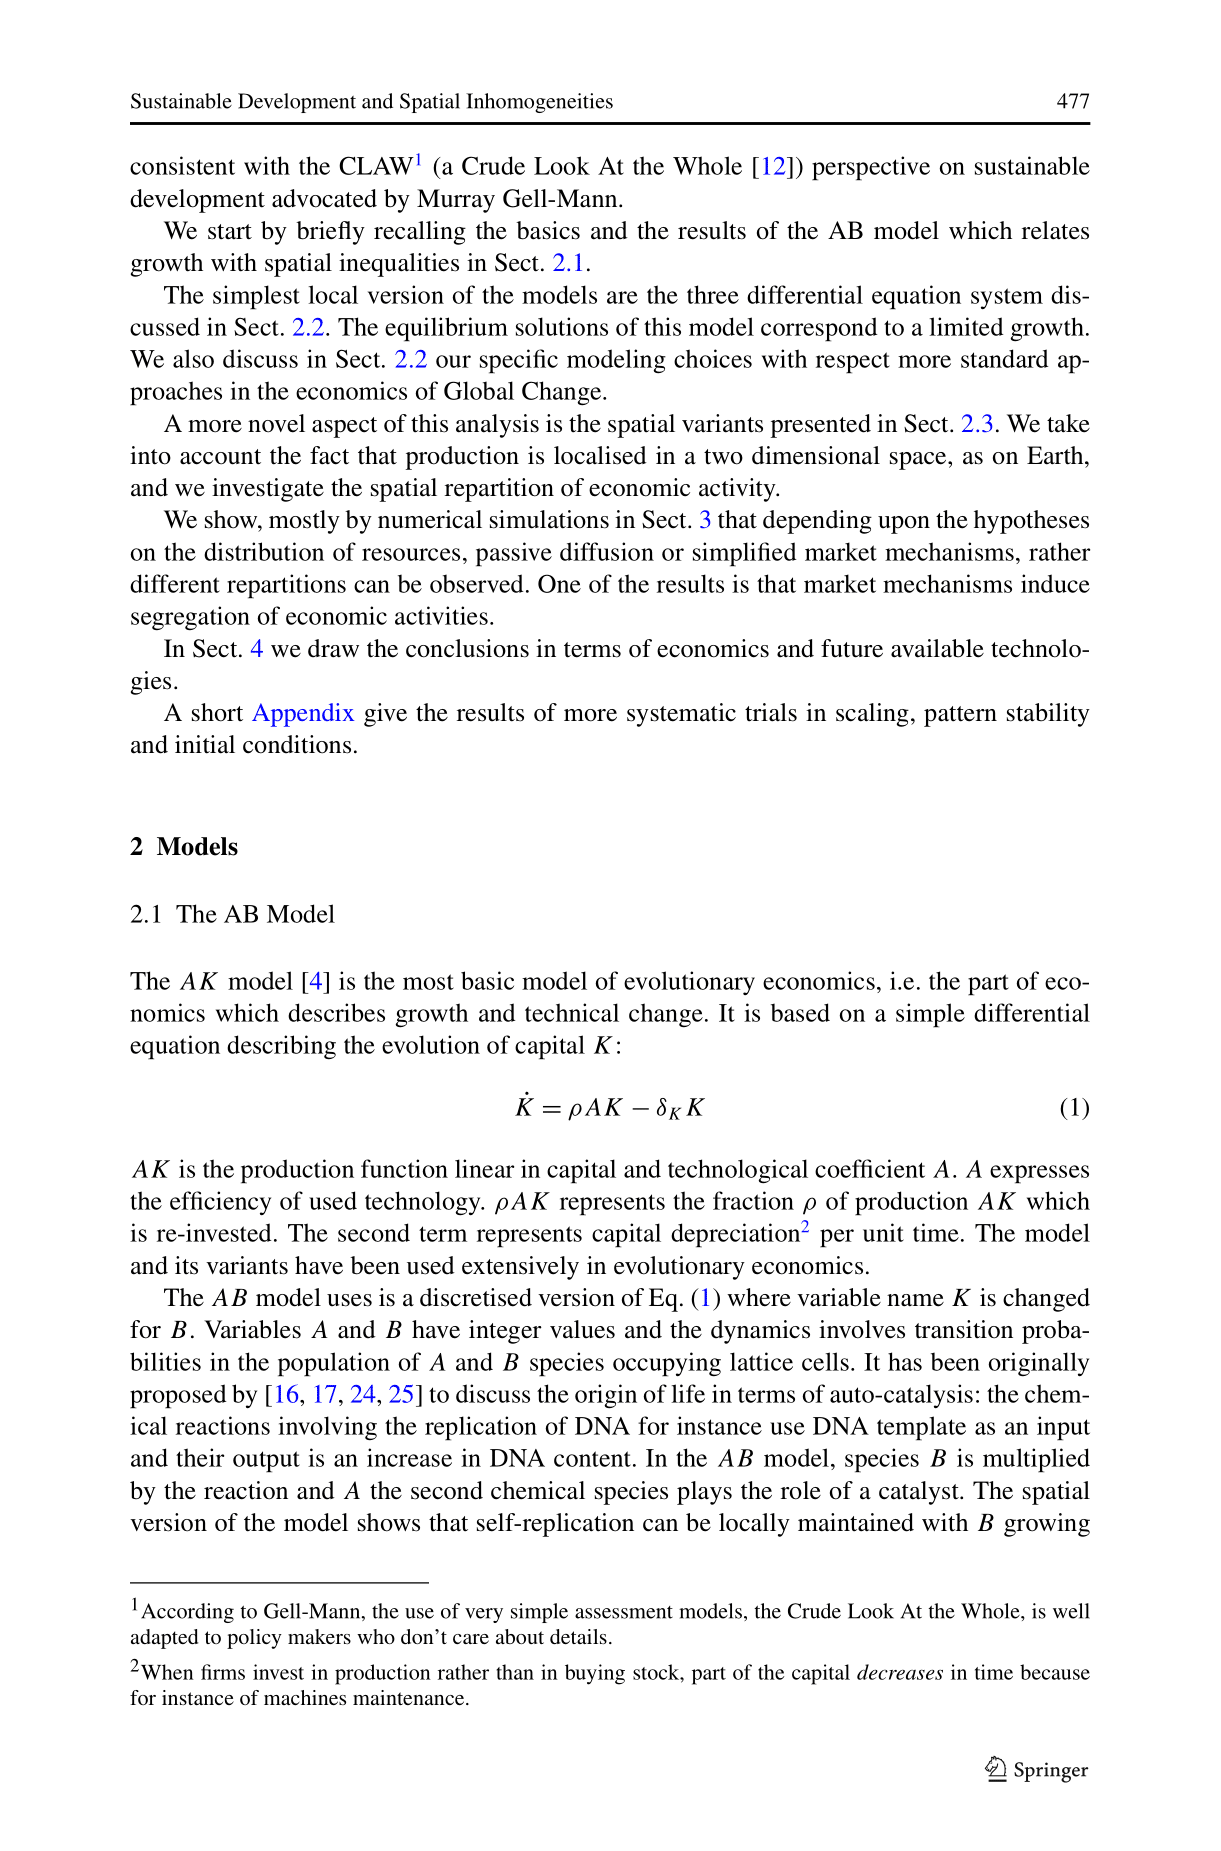 Sustainable Development and Spatial Inhomogeneities 477
consistent with the CLAW1 (a Crude Look At the Whole [12]) perspective on sustainable
development advocated by Murray Gell-Mann.
We start by briefly recalling the basics and the results of the AB model which relates
growth with spatial inequalities in Sect. 2.1.
The simplest local version of the models are the three differential equation system dis-
cussed in Sect. 2.2. The equilibrium solutions of this model correspond to a limited growth.
We also discuss in Sect. 2.2 our specific modeling choices with respect more standard ap-
proaches in the economics of Global Change.
A more novel aspect of this analysis is the spatial variants presented in Sect. 2.3. We take
into account the fact that production is localised in a two dimensional space, as on Earth,
and we investigate the spatial repartition of economic activity.
We show, mostly by numerical simulations in Sect. 3 that depending upon the hypotheses
on the distribution of resources, passive diffusion or simplified market mechanisms, rather
different repartitions can be observed. One of the results is that market mechanisms induce
segregation of economic activities.
In Sect. 4 we draw the conclusions in terms of economics and future available technolo-
gies.
A short Appendix give the results of more systematic trials in scaling, pattern stability
and initial conditions.
2 Models
2.1 The AB Model
The AK model [4] is the most basic model of evolutionary economics, i.e. the part of eco-
nomics which describes growth and technical change. It is based on a simple differential
equation describing the evolution of capital K:
K̇ = ρAK − δ_K K (1)
AK is the production function linear in capital and technological coefficient A. A expresses
the efficiency of used technology. ρAK represents the fraction ρ of production AK which
is re-invested. The second term represents capital depreciation2 per unit time. The model
and its variants have been used extensively in evolutionary economics.
The AB model uses is a discretised version of Eq. (1) where variable name K is changed
for B. Variables A and B have integer values and the dynamics involves transition proba-
bilities in the population of A and B species occupying lattice cells. It has been originally
proposed by [16, 17, 24, 25] to discuss the origin of life in terms of auto-catalysis: the chem-
ical reactions involving the replication of DNA for instance use DNA template as an input
and their output is an increase in DNA content. In the AB model, species B is multiplied
by the reaction and A the second chemical species plays the role of a catalyst. The spatial
version of the model shows that self-replication can be locally maintained with B growing
1According to Gell-Mann, the use of very simple assessment models, the Crude Look At the Whole, is well
adapted to policy makers who don't care about details.
2When firms invest in production rather than in buying stock, part of the capital decreases in time because
for instance of machines maintenance.
Springer